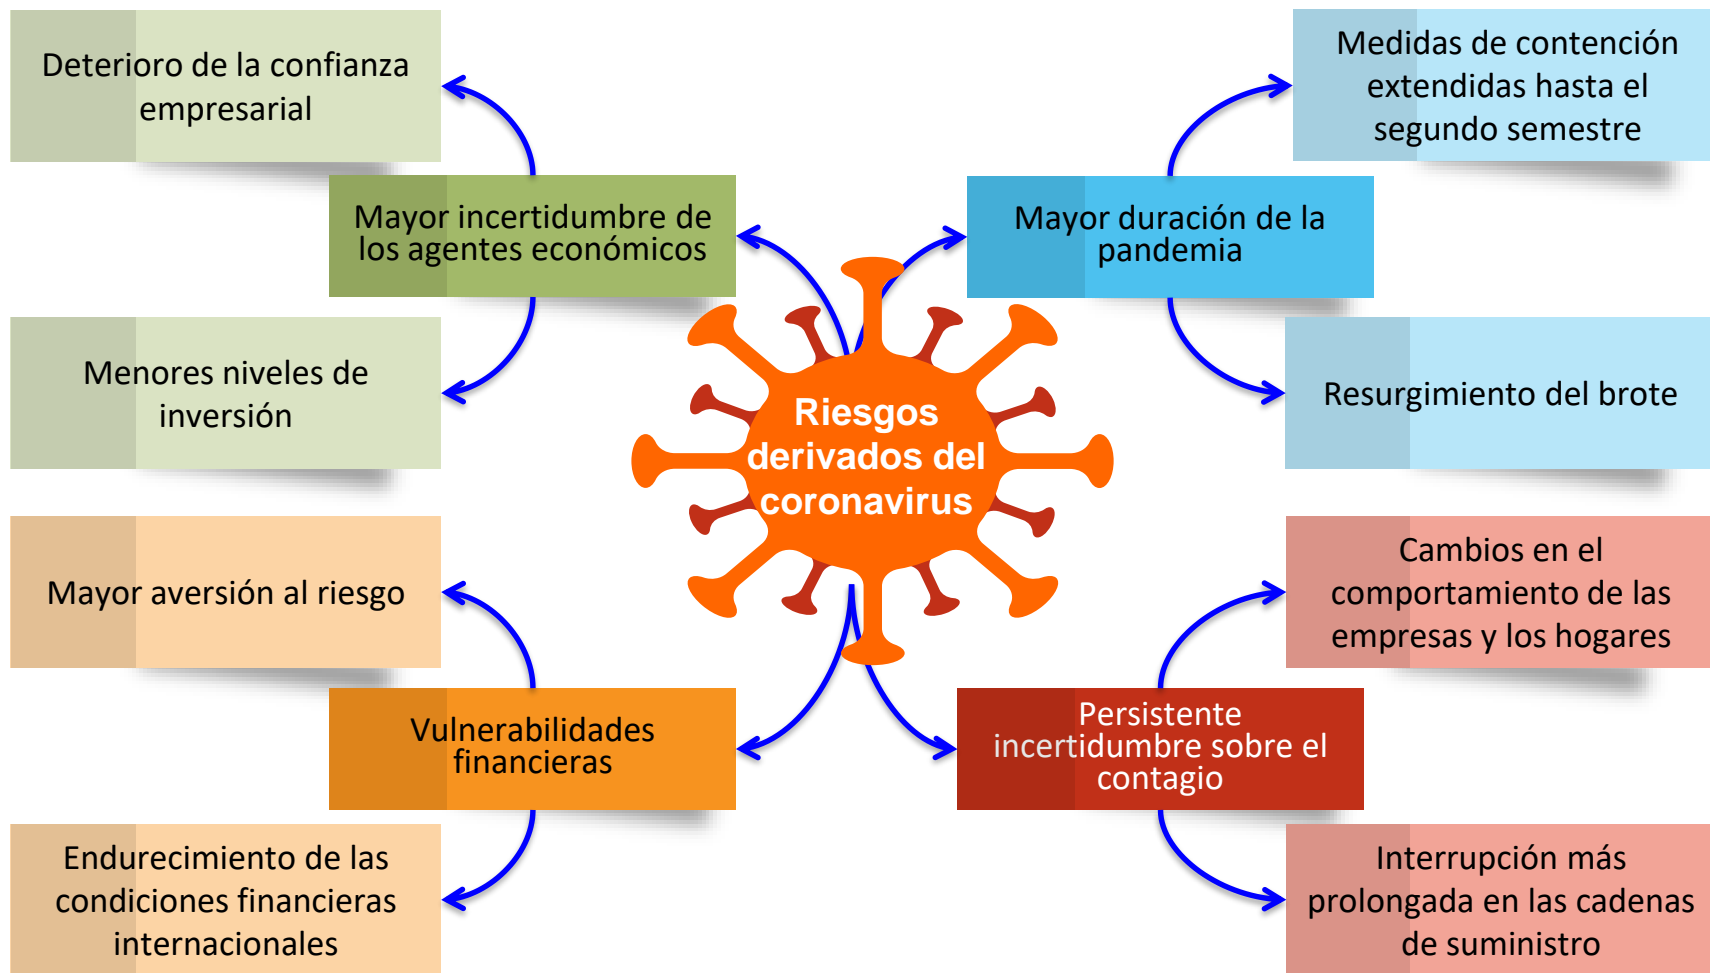 Deterioro de la confianza
empresarial
Mayor incertidumbre de
los agentes económicos
Menores niveles de
inversión
Medidas de contención
extendidas hasta el
segundo semestre
Mayor duración de la
pandemia
Resurgimiento del brote
Riesgos
derivados del
coronavirus
Mayor aversión al riesgo
Vulnerabilidades
financieras
Endurecimiento de las
condiciones financieras
internacionales
Cambios en el
comportamiento de las
empresas y los hogares
Persistente
incertidumbre sobre el
contagio
Interrupción más
prolongada en las cadenas
de suministro